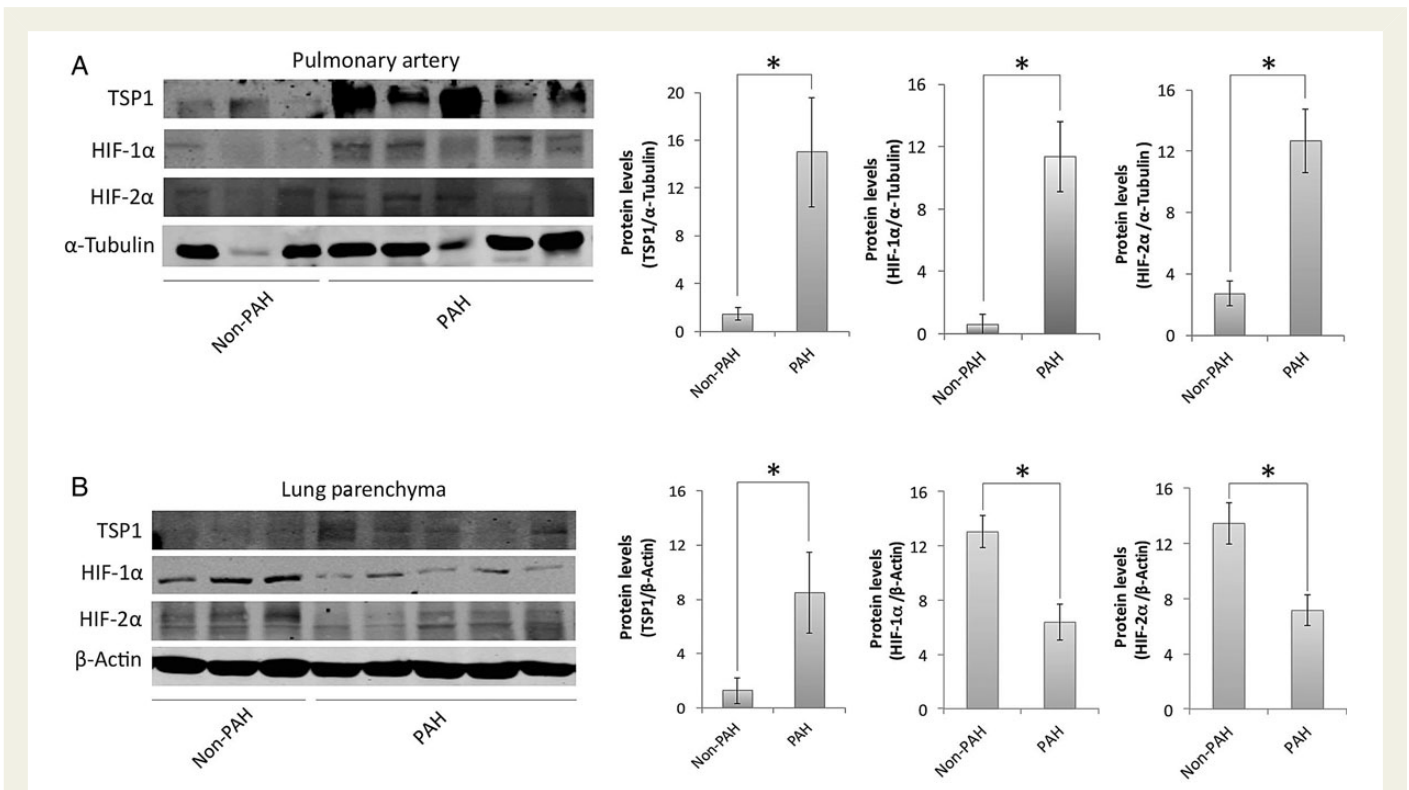 A
Pulmonary artery
TSP1
HIF-1α
HIF-2α
α-Tubulin
Non-PAH
PAH
*
Protein levels
(TSP1/α-Tubulin)
20
16
12
8
4
0
Non-PAH
PAH
*
Protein levels
(HIF-1α/α-Tubulin)
16
12
8
4
0
Non-PAH
PAH
*
Protein levels
(HIF-2α/α-Tubulin)
16
12
8
4
0
Non-PAH
PAH
B
Lung parenchyma
TSP1
HIF-1α
HIF-2α
β-Actin
Non-PAH
PAH
*
Protein levels
(TSP1/β-Actin)
16
12
8
4
0
Non-PAH
PAH
*
Protein levels
(HIF-1α/β-Actin)
16
12
8
4
0
Non-PAH
PAH
*
Protein levels
(HIF-2α/β-Actin)
16
12
8
4
0
Non-PAH
PAH